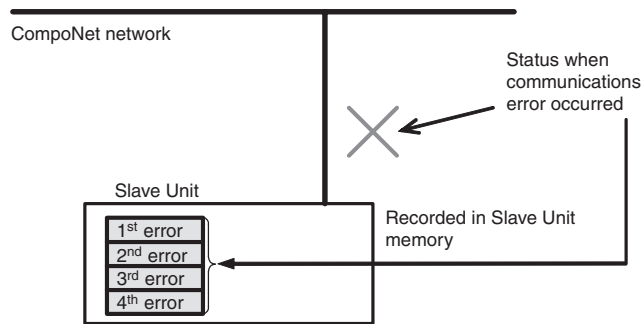 CompoNet network
Status when
communications
error occurred
Slave Unit
1st error
2nd error
3rd error
4th error
Recorded in Slave Unit
memory